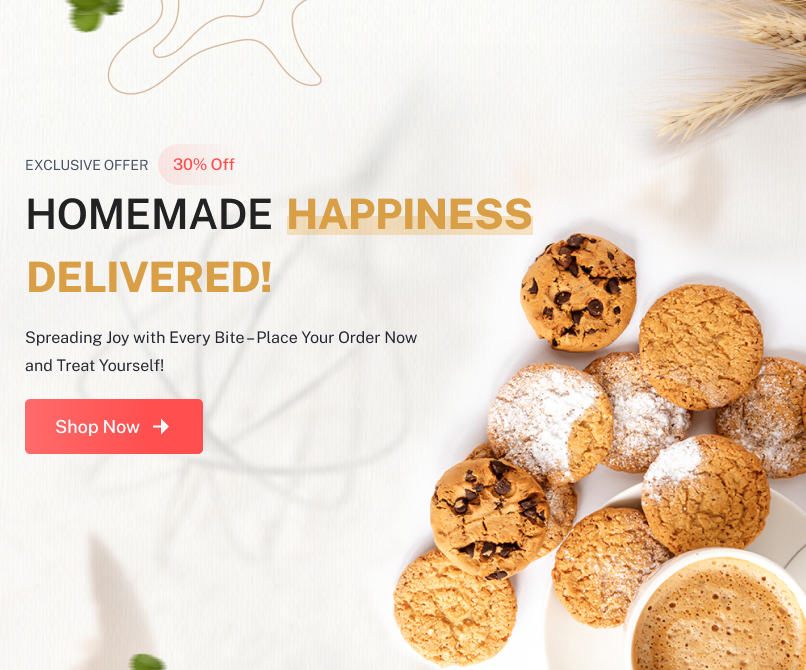 EXCLUSIVE OFFER 30% Off
HOMEMADE HAPPINESS
DELIVERED!
Spreading Joy with Every Bite – Place Your Order Now
and Treat Yourself!
Shop Now